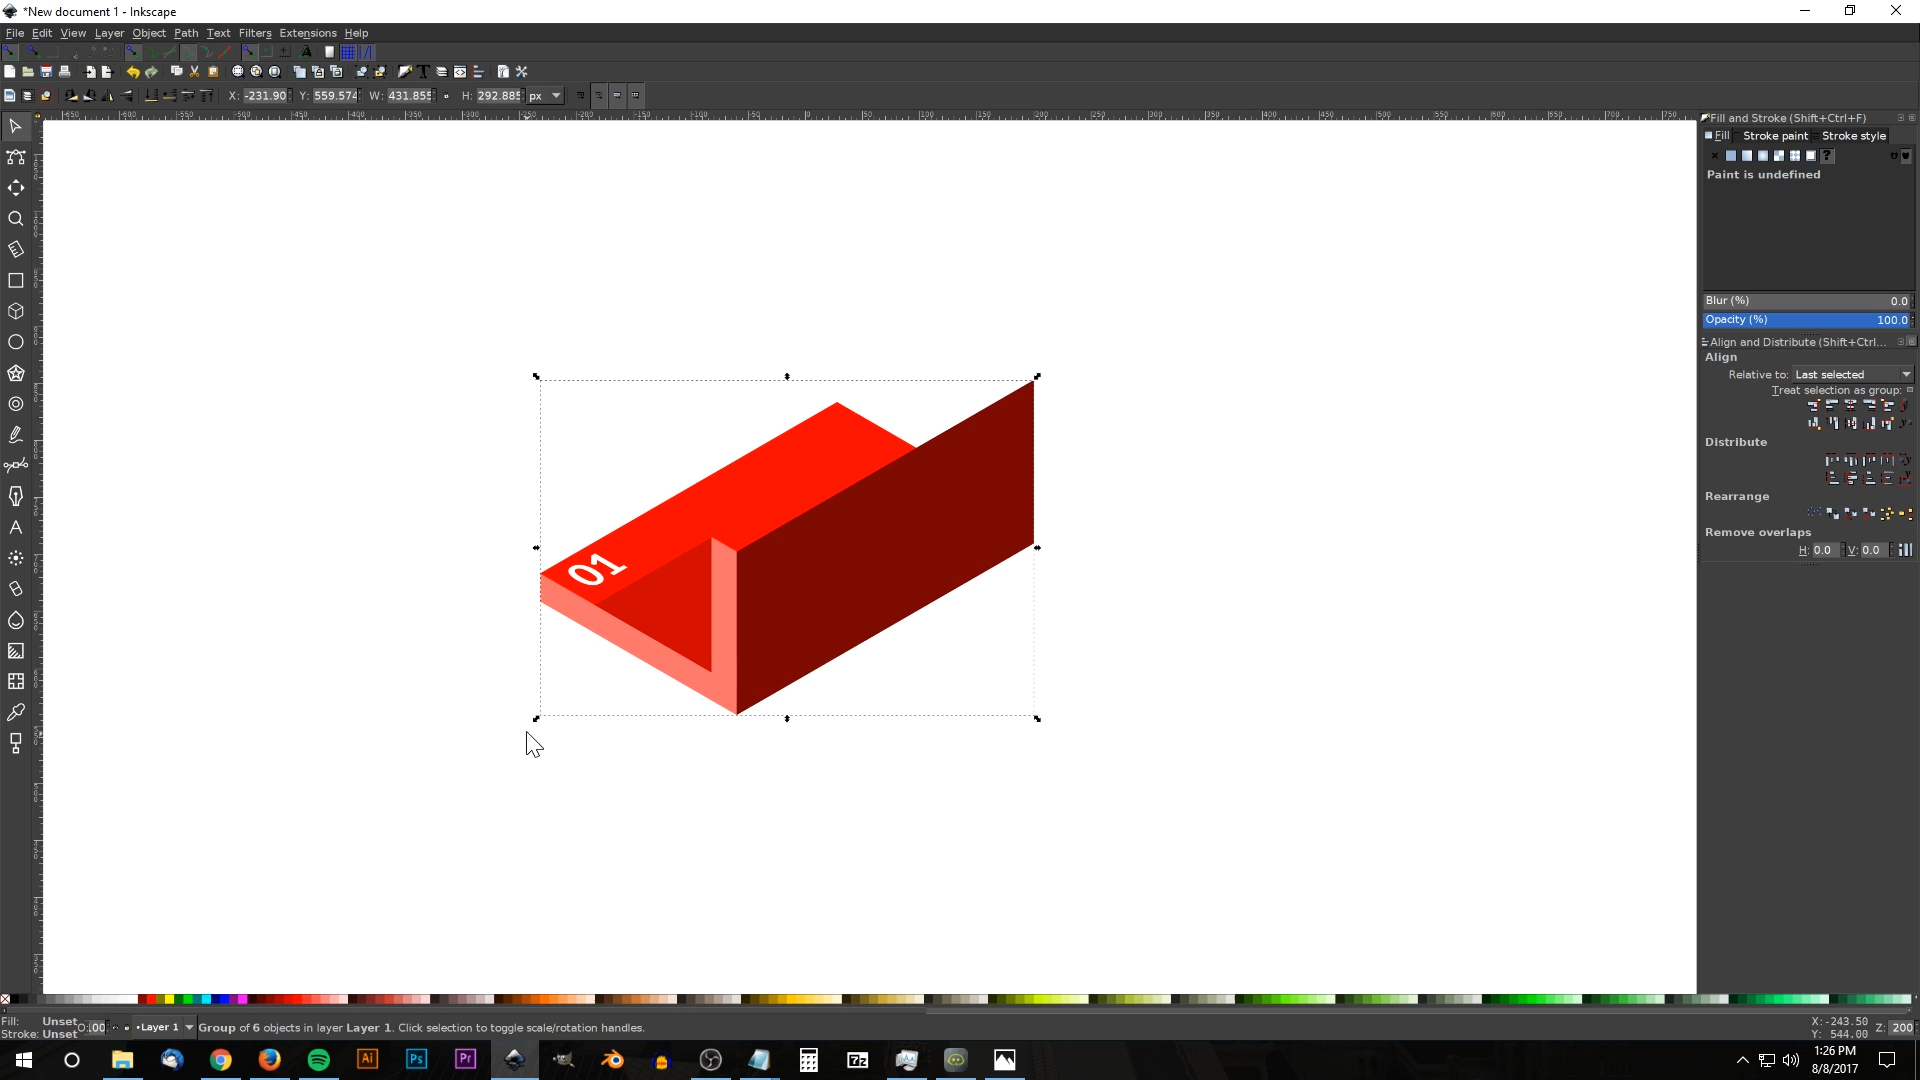 *New document 1 - Inkscape
File Edit View Layer Object Path Text Filters Extensions Help
X: -231.90 Y: 559.574 W: 431.855 H: 292.885 px
Fill and Stroke (Shift+Ctrl+F)
Fill Stroke paint Stroke style
Paint is undefined
Blur (%) 0.0
Opacity (%) 100.0
Align and Distribute (Shift+Ctrl...
Align
Relative to: Last selected
Treat selection as group:
Distribute
Rearrange
Remove overlaps
H: 0.0 V: 0.0
01
Fill: Unset
Stroke: Unset
Layer 1
Group of 6 objects in layer Layer 1. Click selection to toggle scale/rotation handles.
X: -243.50
Y: 544.00
Z: 200
Ai Ps Pr 7z
1:26 PM
8/8/2017